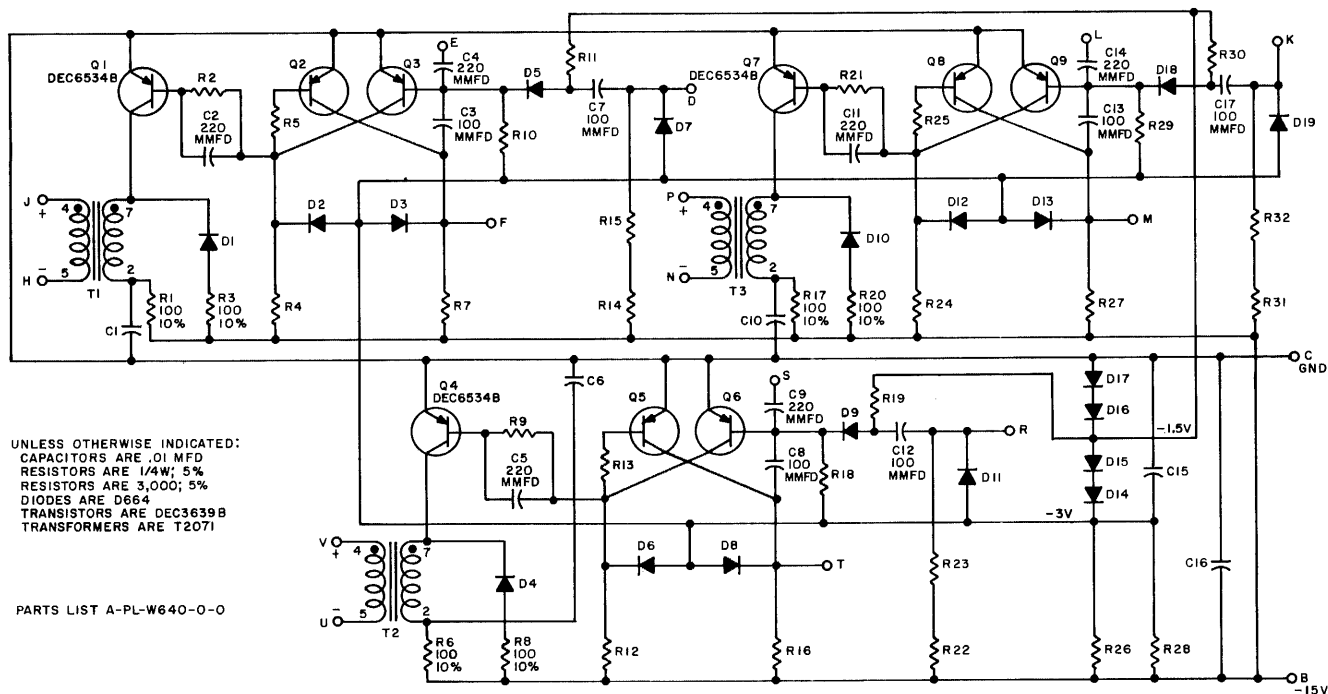 Q1
DEC6534B
R2
C2
220
MMFD
Q2
Q3
E
C4
220
MMFD
C3
100
MMFD
D5
R11
C7
100
MMFD
D
D7
R10
R5
Q7
DEC6534B
R21
C11
220
MMFD
Q8
Q9
L
C14
220
MMFD
C13
100
MMFD
D18
R30
K
C17
100
MMFD
D19
R29
R25
J
+
4
7
5
2
H
−
T1
D1
R1
100
10%
R3
100
10%
C1
D2
D3
F
R4
R7
R15
R14
P
+
4
7
5
2
N
−
T3
D10
R17
100
10%
R20
100
10%
C10
D12
D13
M
R24
R27
R32
R31
C
GND
Q4
DEC6534B
R9
C5
220
MMFD
C6
Q5
Q6
S
C9
220
MMFD
C8
100
MMFD
D9
R19
C12
100
MMFD
R
R18
D11
R13
D17
D16
-1.5V
D15
D14
C15
-3V
C16
UNLESS OTHERWISE INDICATED:
CAPACITORS ARE .01 MFD
RESISTORS ARE 1/4W; 5%
RESISTORS ARE 3,000; 5%
DIODES ARE D664
TRANSISTORS ARE DEC3639B
TRANSFORMERS ARE T2071
PARTS LIST A-PL-W640-0-0
V
+
4
7
5
2
U
−
T2
D4
R6
100
10%
R8
100
10%
D6
D8
T
R12
R16
R23
R22
R26
R28
B
-15V